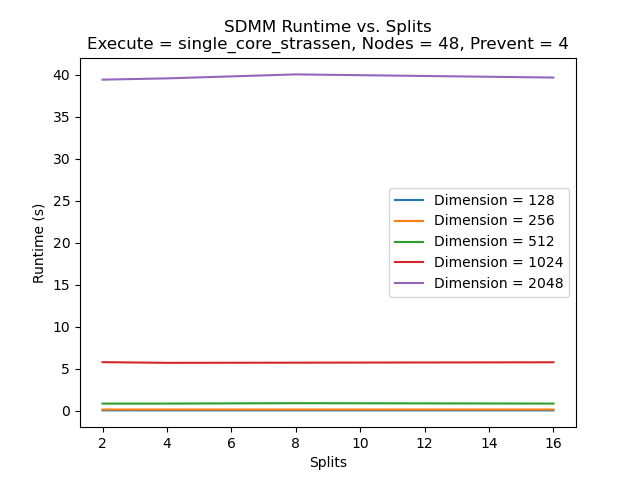 SDMM Runtime vs. Splits
Execute = single_core_strassen, Nodes = 48, Prevent = 4
40
35
30
25
20
15
10
5
0
Runtime (s)
Dimension = 128
Dimension = 256
Dimension = 512
Dimension = 1024
Dimension = 2048
2 4 6 8 10 12 14 16
Splits